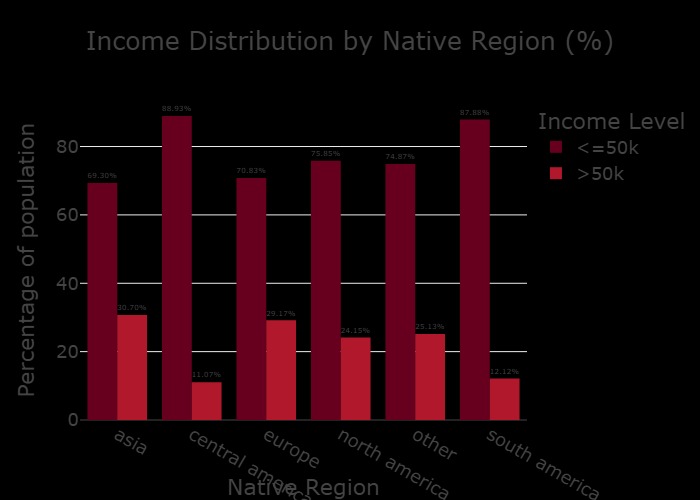 Income Distribution by Native Region (%)
Income Level
<=50k
>50k
Percentage of population
80
60
40
20
0
69.30%
30.70%
88.93%
11.07%
70.83%
29.17%
75.85%
24.15%
74.87%
25.13%
87.88%
12.12%
asia
central america
europe
north america
other
south america
Native Region